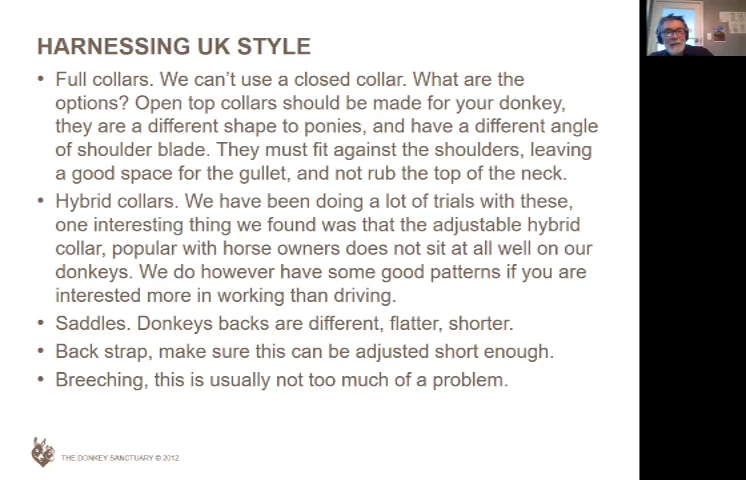 HARNESSING UK STYLE
• Full collars. We can't use a closed collar. What are the
options? Open top collars should be made for your donkey,
they are a different shape to ponies, and have a different angle
of shoulder blade. They must fit against the shoulders, leaving
a good space for the gullet, and not rub the top of the neck.
• Hybrid collars. We have been doing a lot of trials with these,
one interesting thing we found was that the adjustable hybrid
collar, popular with horse owners does not sit at all well on our
donkeys. We do however have some good patterns if you are
interested more in working than driving.
• Saddles. Donkeys backs are different, flatter, shorter.
• Back strap, make sure this can be adjusted short enough.
• Breeching, this is usually not too much of a problem.
THE DONKEY SANCTUARY © 2012